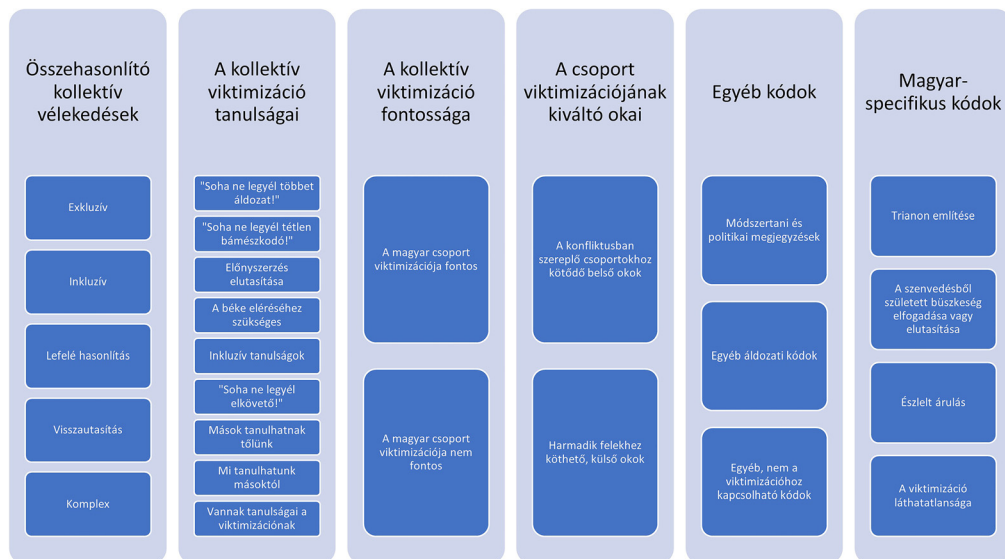 Összehasonlító
kollektív
vélekedések
Exkluzív
Inkluzív
Lefelé hasonlítás
Visszautasítás
Komplex
A kollektív
viktimizáció
tanulságai
"Soha ne legyél többet
áldozat!"
"Soha ne legyél tétlen
bámészkodó!"
Előnyszerzés
elutasítása
A béke eléréséhez
szükséges
Inkluzív tanulságok
"Soha ne legyél
elkövető!"
Mások tanulhatnak
tőlünk
Mi tanulhatunk
másoktól
Vannak tanulságai a
viktimizációnak
A kollektív
viktimizáció
fontossága
A magyar csoport
viktimizációja fontos
A magyar csoport
viktimizációja nem
fontos
A csoport
viktimizációjának
kiváltó okai
A konfliktusban
szereplő csoportokhoz
kötődő belső okok
Harmadik felekhez
köthető, külső okok
Egyéb kódok
Módszertani és
politikai megjegyzések
Egyéb áldozati kódok
Egyéb, nem a
viktimizációhoz
kapcsolható kódok
Magyar-
specifikus kódok
Trianon említése
A szenvedésből
született büszkeség
elfogadása vagy
elutasítása
Észlelt árulás
A viktimizáció
láthatatlansága